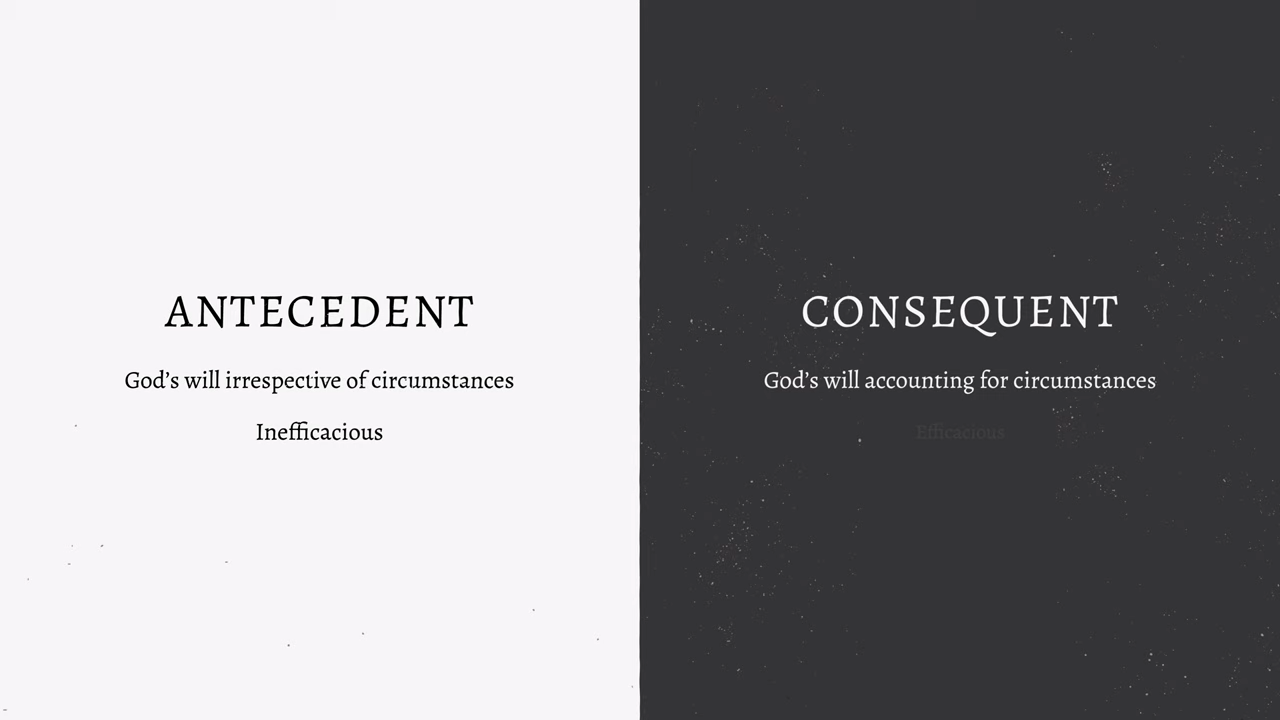 ANTECEDENT
God's will irrespective of circumstances
Inefficacious
CONSEQUENT
God's will accounting for circumstances
Efficacious